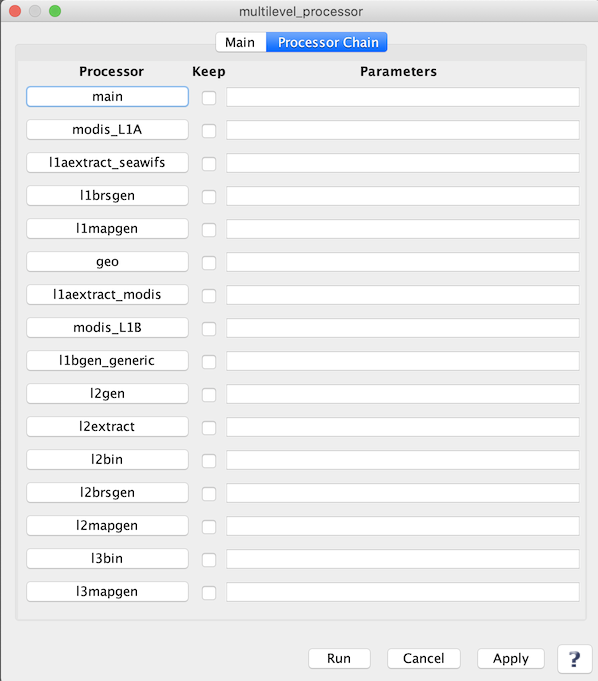 multilevel_processor
Main Processor Chain
Processor Keep Parameters
main
modis_L1A
l1aextract_seawifs
l1brsgen
l1mapgen
geo
l1aextract_modis
modis_L1B
l1bgen_generic
l2gen
l2extract
l2bin
l2brsgen
l2mapgen
l3bin
l3mapgen
Run Cancel Apply ?